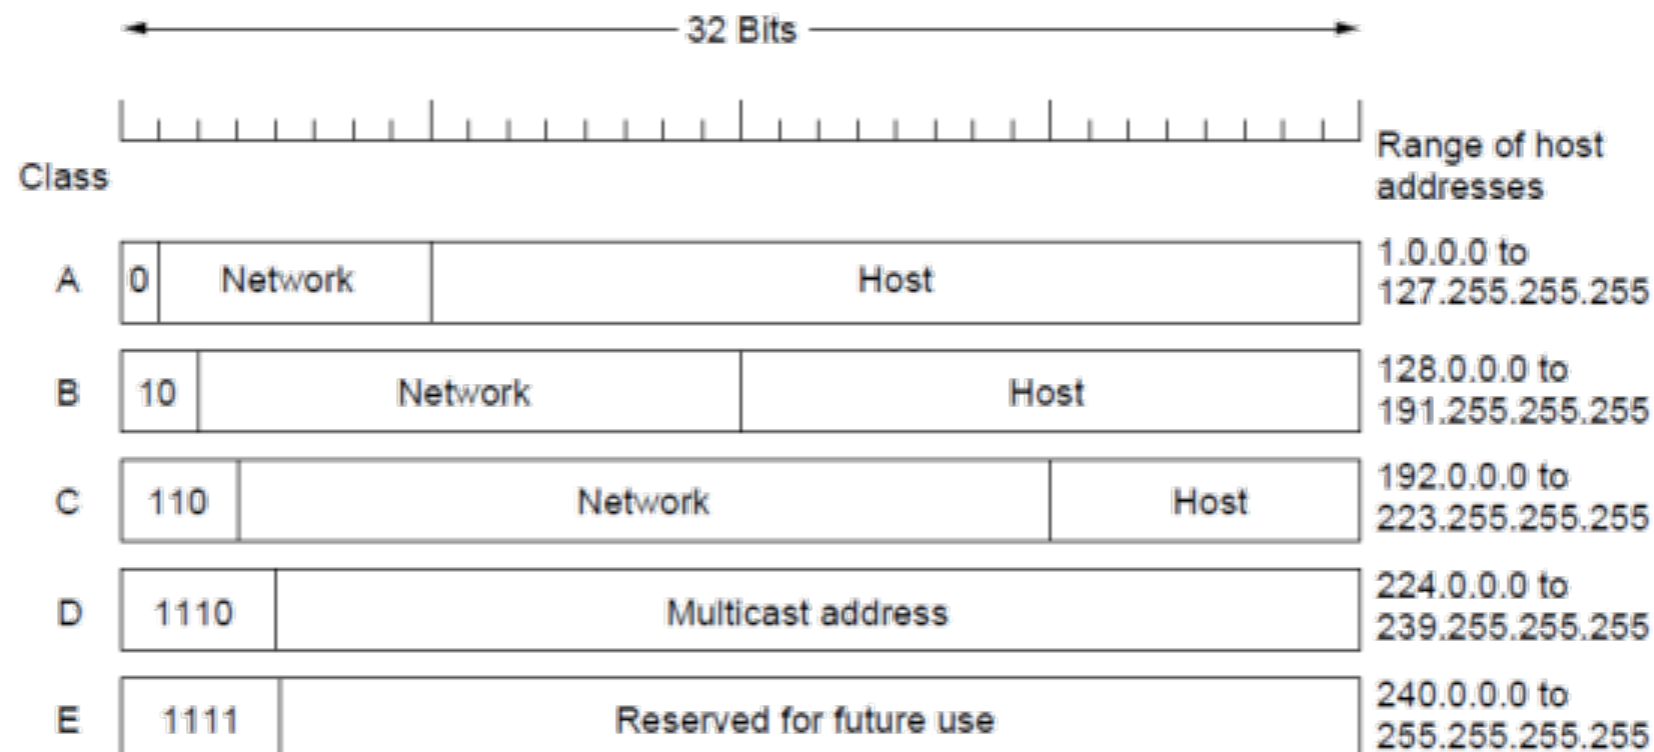 32 Bits
Range of host
addresses
Class
A 0 Network Host 1.0.0.0 to
127.255.255.255
B 10 Network Host 128.0.0.0 to
191.255.255.255
C 110 Network Host 192.0.0.0 to
223.255.255.255
D 1110 Multicast address 224.0.0.0 to
239.255.255.255
E 1111 Reserved for future use 240.0.0.0 to
255.255.255.255